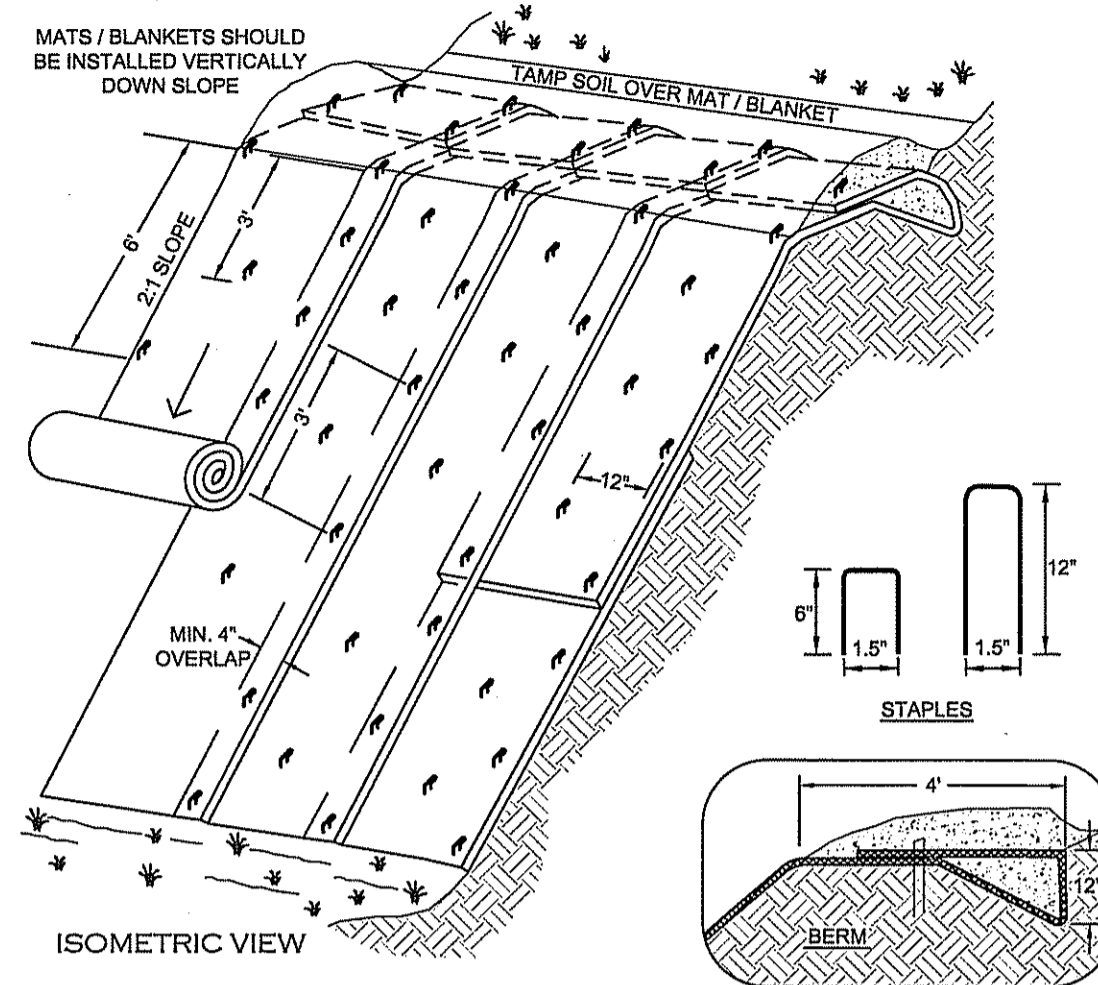 MATS / BLANKETS SHOULD
BE INSTALLED VERTICALLY
DOWN SLOPE
TAMP SOIL OVER MAT / BLANKET
6'
2:1 SLOPE
3'
3'
12"
MIN. 4"
OVERLAP
6"
1.5"
12"
1.5"
STAPLES
4'
12"
BERM
ISOMETRIC VIEW